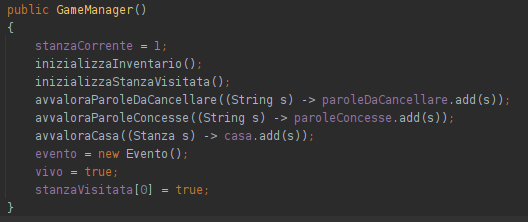 public GameManager()
{
    stanzaCorrente = 1;
    inizializzaInventario();
    inizializzaStanzaVisitata();
    avvaloraParoleDaCancellare((String s) -> paroleDaCancellare.add(s));
    avvaloraParoleConcesse((String s) -> paroleConcesse.add(s));
    avvaloraCasa((Stanza s) -> casa.add(s));
    evento = new Evento();
    vivo = true;
    stanzaVisitata[0] = true;
}